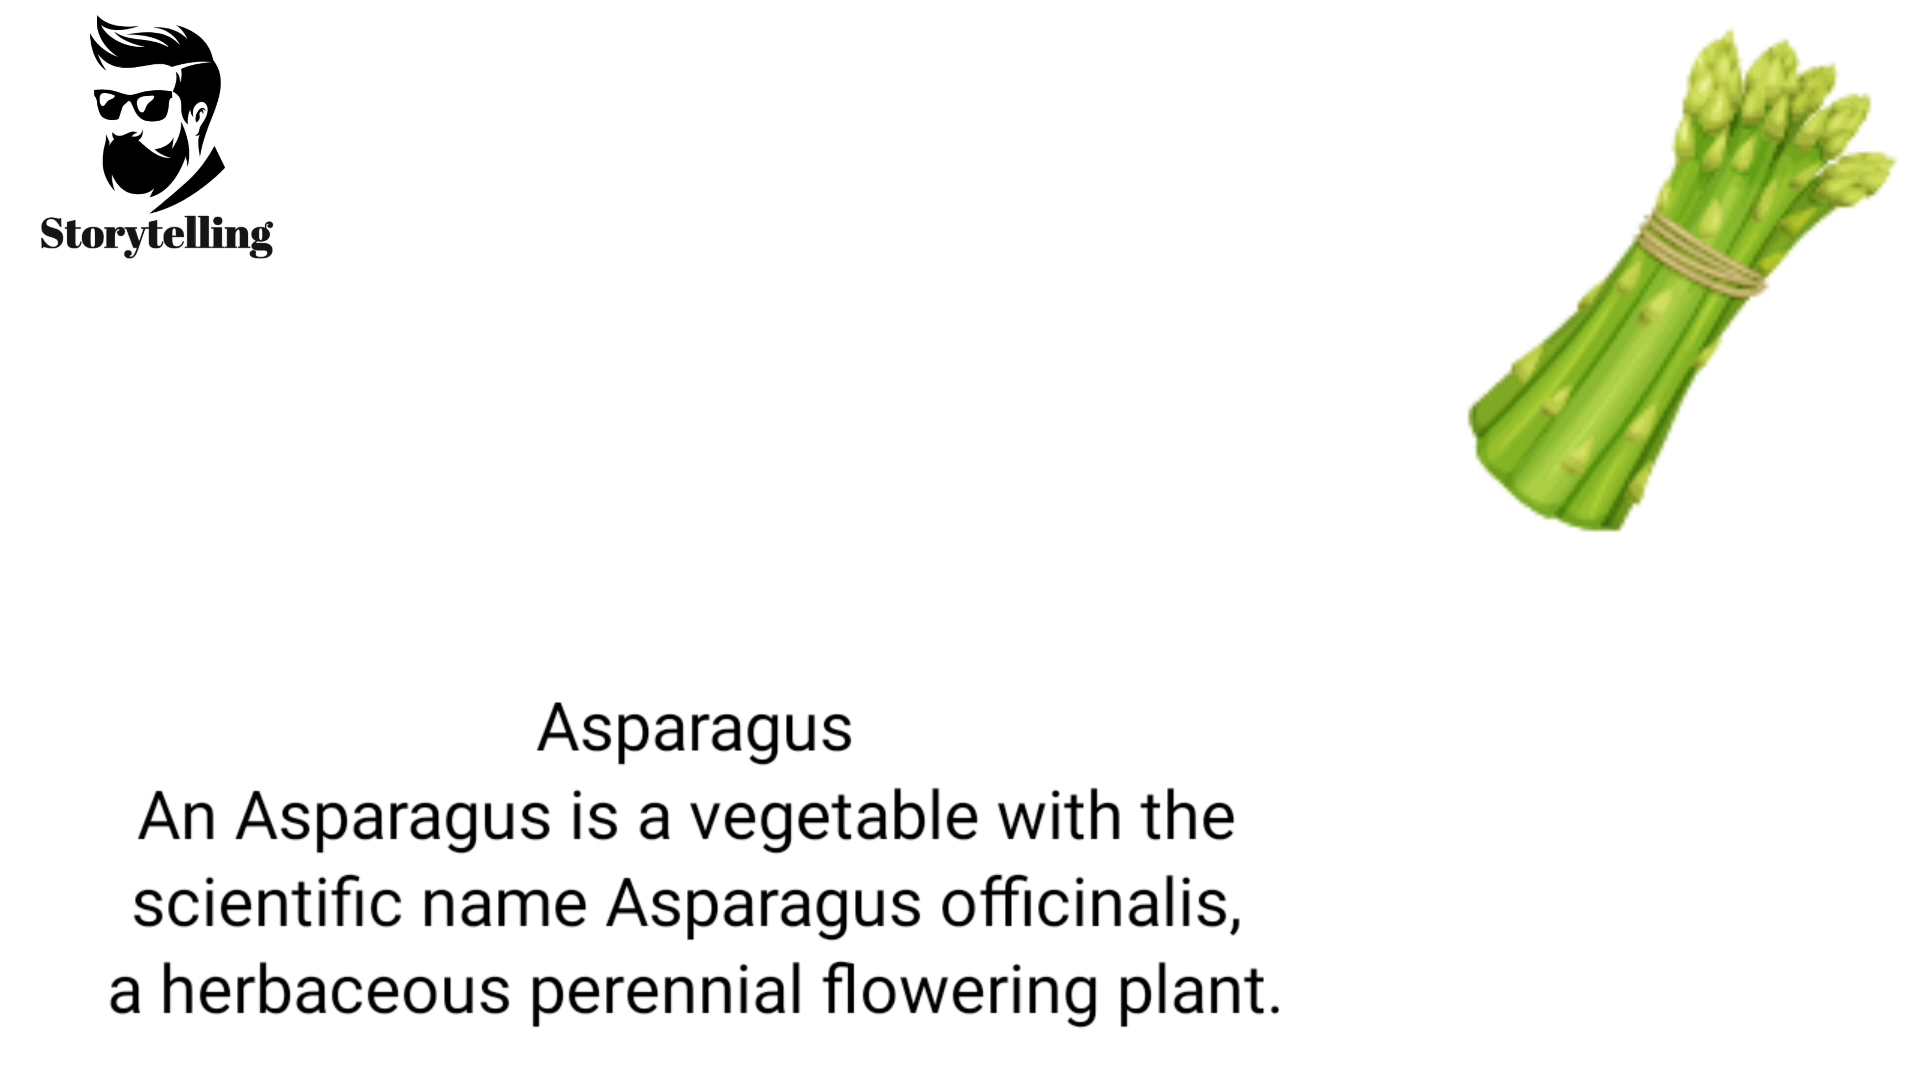 Storytelling
Asparagus
An Asparagus is a vegetable with the
scientific name Asparagus officinalis,
a herbaceous perennial flowering plant.